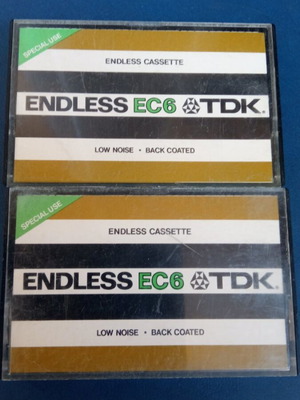 SPECIAL USE
ENDLESS CASSETTE
ENDLESS EC6 TDK®
LOW NOISE • BACK COATED
SPECIAL USE
ENDLESS CASSETTE
ENDLESS EC6 TDK®
LOW NOISE • BACK COATED